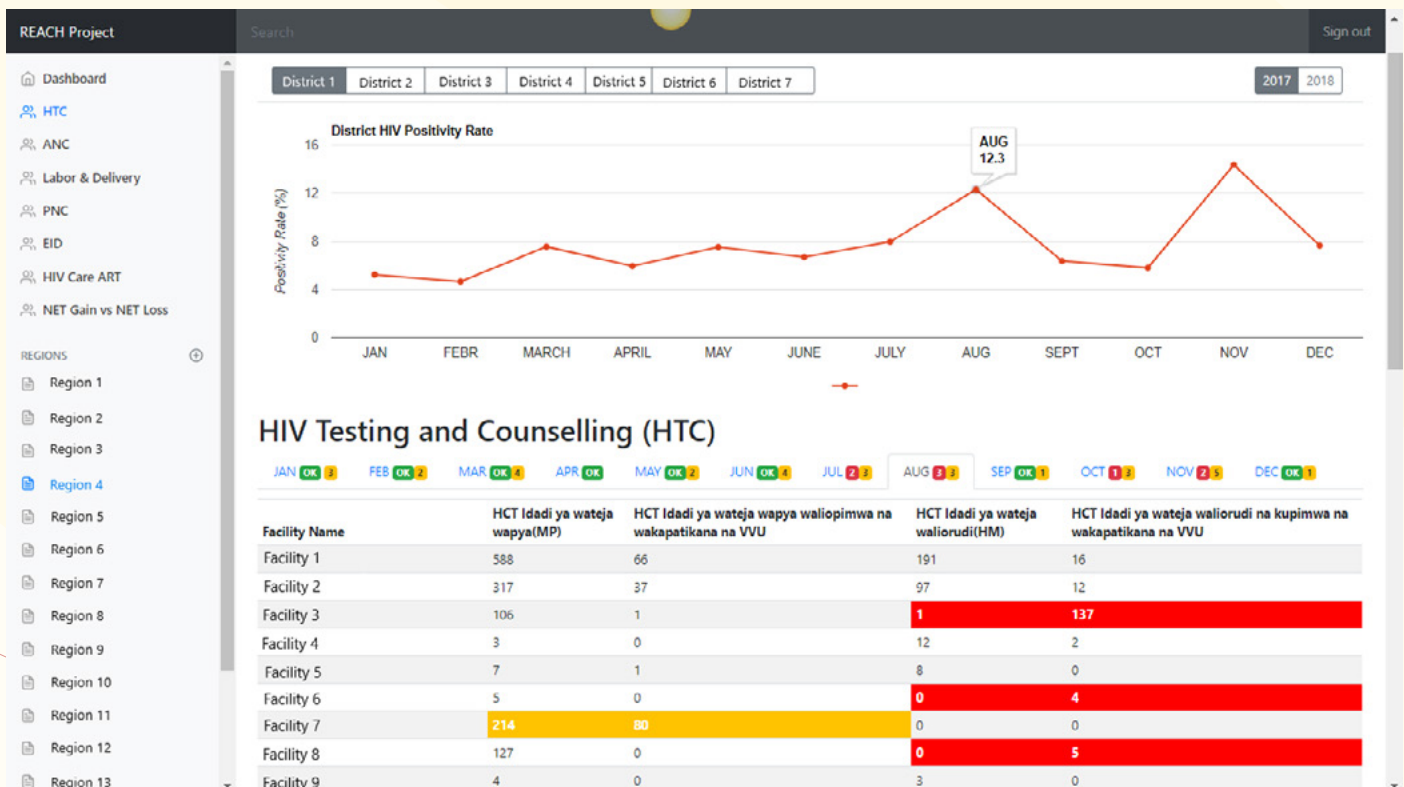 REACH Project
Search
Sign out
Dashboard
HTC
ANC
Labor & Delivery
PNC
EID
HIV Care ART
NET Gain vs NET Loss
REGIONS
Region 1
Region 2
Region 3
Region 4
Region 5
Region 6
Region 7
Region 8
Region 9
Region 10
Region 11
Region 12
Region 13
District 1 District 2 District 3 District 4 District 5 District 6 District 7
2017 2018
District HIV Positivity Rate
AUG
12.3
Positivity Rate (%)
16
12
8
4
0
JAN FEBR MARCH APRIL MAY JUNE JULY AUG SEPT OCT NOV DEC
HIV Testing and Counselling (HTC)
JAN OK 3 FEB OK 2 MAR OK 4 APR OK MAY OK 2 JUN OK 4 JUL 2 3 AUG 3 3 SEP OK 1 OCT 1 3 NOV 2 5 DEC OK 1
Facility Name HCT Idadi ya wateja wapya(MP) HCT Idadi ya wateja wapya waliopimwa na wakapatikana na VVU HCT Idadi ya wateja waliorudi(HM) HCT Idadi ya wateja waliorudi na kupimwa na wakapatikana na VVU
Facility 1 588 66 191 16
Facility 2 317 37 97 12
Facility 3 106 1 1 137
Facility 4 3 0 12 2
Facility 5 7 1 8 0
Facility 6 5 0 0 4
Facility 7 214 80 0 0
Facility 8 127 0 0 5
Facility 9 4 0 3 0